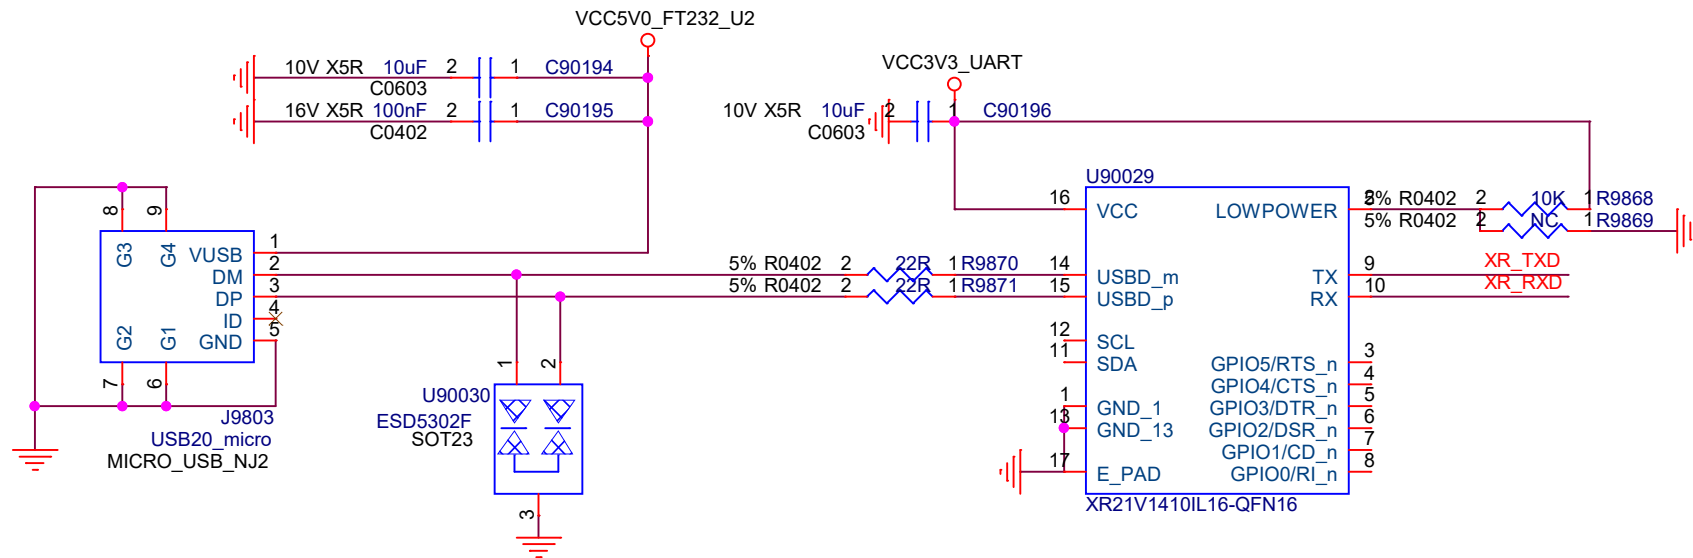 VCC5V0_FT232_U2
10V X5R 10uF 2 1 C90194
C0603
16V X5R 100nF 2 1 C90195
C0402
VCC3V3_UART
10V X5R 10uF 2 1 C90196
C0603
8 9
G3 G4
VUSB 1
DM 2
DP 3
ID 4
GND 5
G2 G1
7 6
J9803
USB20_micro
MICRO_USB_NJ2
5% R0402 2 22R 1 R9870
5% R0402 2 22R 1 R9871
1 2
U90030
ESD5302F
SOT23
3
U90029
16 VCC
LOWPOWER 2 5% R0402 2 10K 1 R9868
5% R0402 2 NC 1 R9869
14 USBD_m
15 USBD_p
TX 9 XR_TXD
RX 10 XR_RXD
12 SCL
11 SDA
GPIO5/RTS_n 3
GPIO4/CTS_n 4
GPIO3/DTR_n 5
GPIO2/DSR_n 6
GPIO1/CD_n 7
GPIO0/RI_n 8
1 GND_1
13 GND_13
17 E_PAD
XR21V1410IL16-QFN16